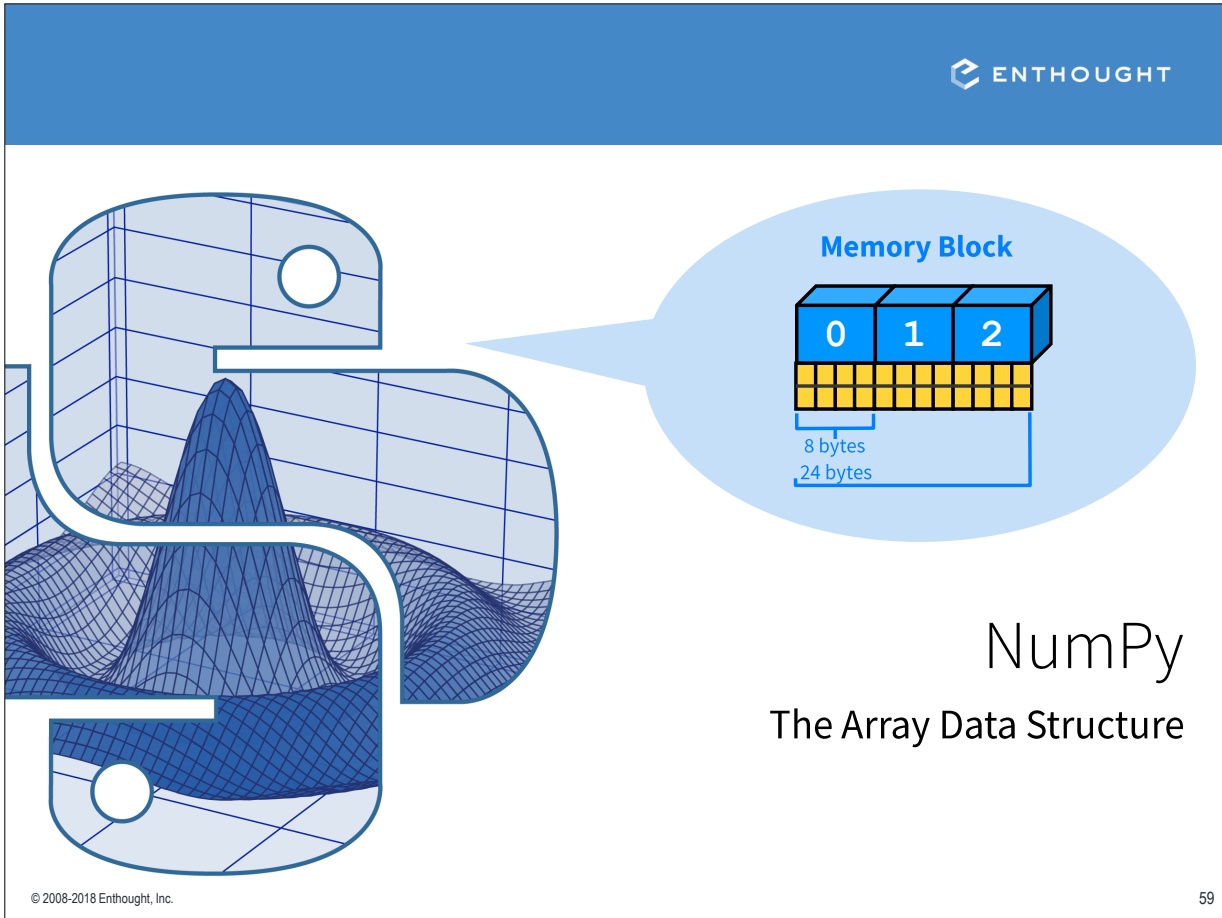 ENTHOUGHT
Memory Block
0 1 2
8 bytes
24 bytes
NumPy
The Array Data Structure
© 2008-2018 Enthought, Inc.
59